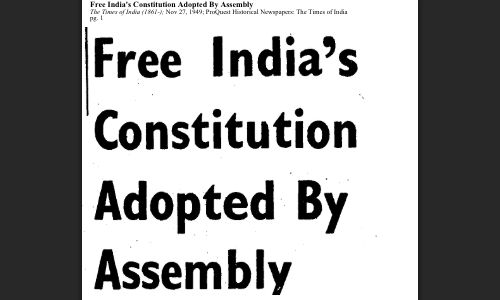 Free India's Constitution Adopted By Assembly
The Times of India (1861-); Nov 27, 1949; ProQuest Historical Newspapers: The Times of India
pg. 1
Free India's
Constitution
Adopted By
Assembly